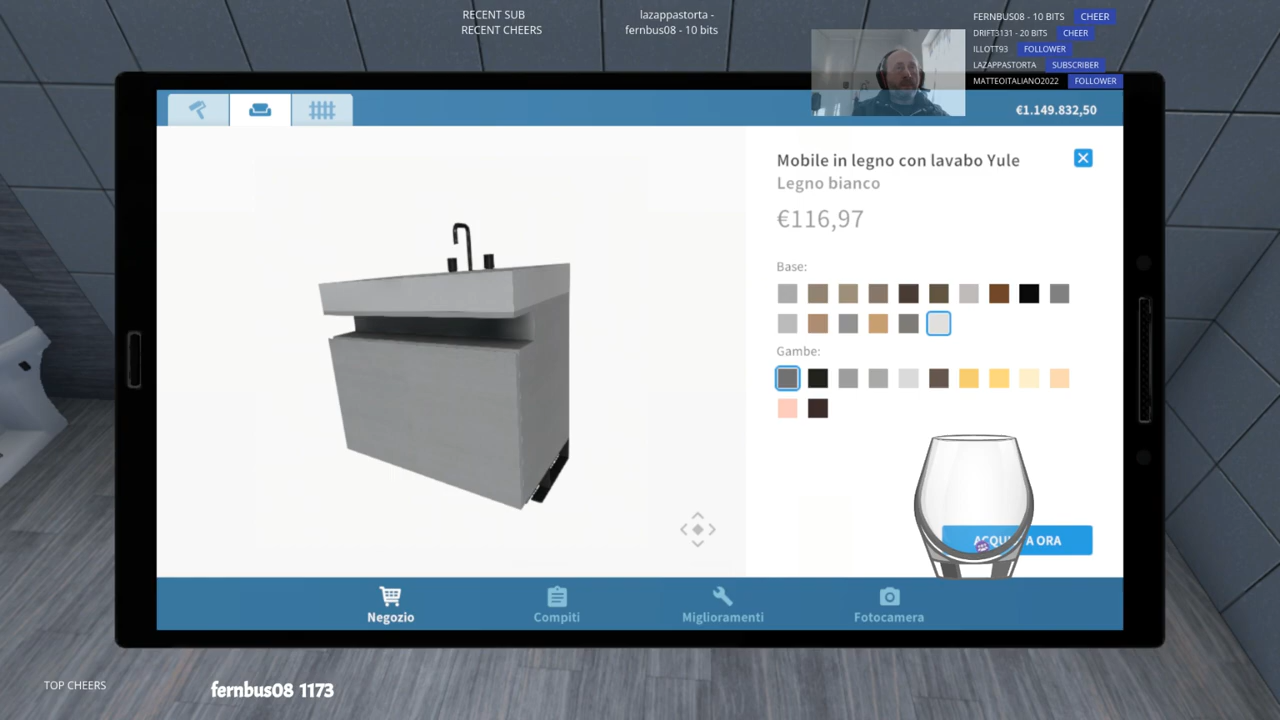 RECENT SUB
lazappastorta -
RECENT CHEERS
fernbus08 - 10 bits
FERNBUS08 - 10 BITS CHEER
DRIFT3131 - 20 BITS CHEER
ILLOTT93 FOLLOWER
LAZAPPASTORTA SUBSCRIBER
MATTEOITALIANO2022 FOLLOWER
€1.149.832,50
Mobile in legno con lavabo Yule
Legno bianco
€116,97
Base:
Gambe:
ACQU A ORA
Negozio
Compiti
Miglioramenti
Fotocamera
TOP CHEERS
fernbus08 1173